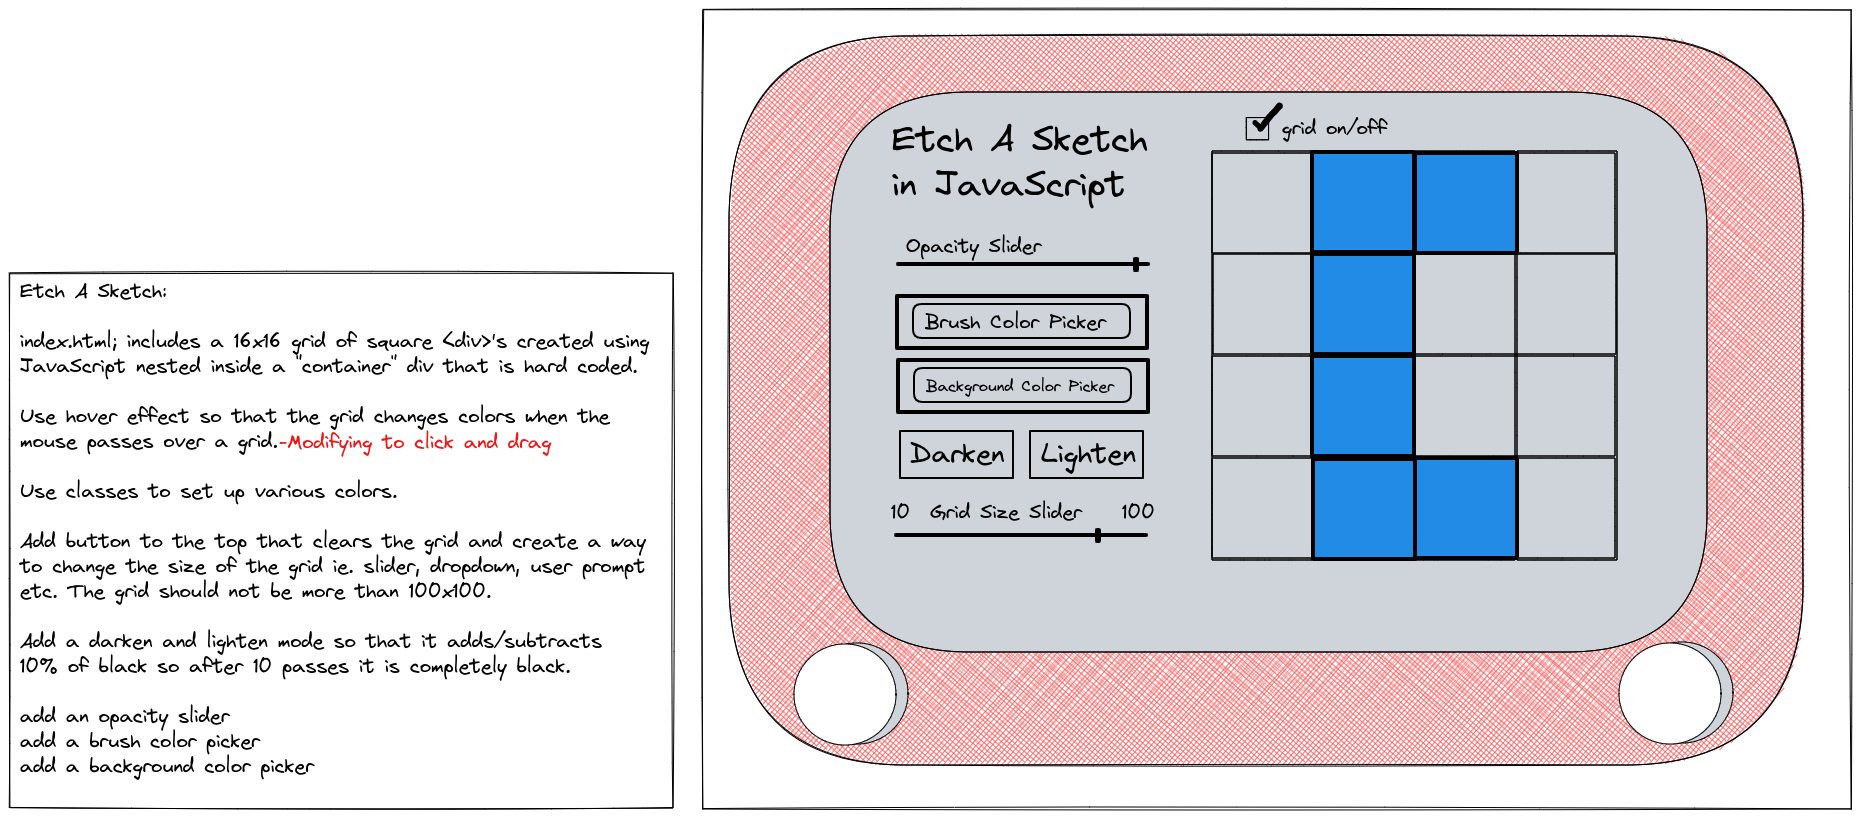 Etch A Sketch:
index.html; includes a 16x16 grid of square <div>'s created using
JavaScript nested inside a "container" div that is hard coded.
Use hover effect so that the grid changes colors when the
mouse passes over a grid.-Modifying to click and drag
Use classes to set up various colors.
Add button to the top that clears the grid and create a way
to change the size of the grid ie. slider, dropdown, user prompt
etc. The grid should not be more than 100x100.
Add a darken and lighten mode so that it adds/subtracts
10% of black so after 10 passes it is completely black.
add an opacity slider
add a brush color picker
add a background color picker
Etch A Sketch
in JavaScript
Opacity Slider
Brush Color Picker
Background Color Picker
Darken Lighten
10 Grid Size Slider 100
grid on/off